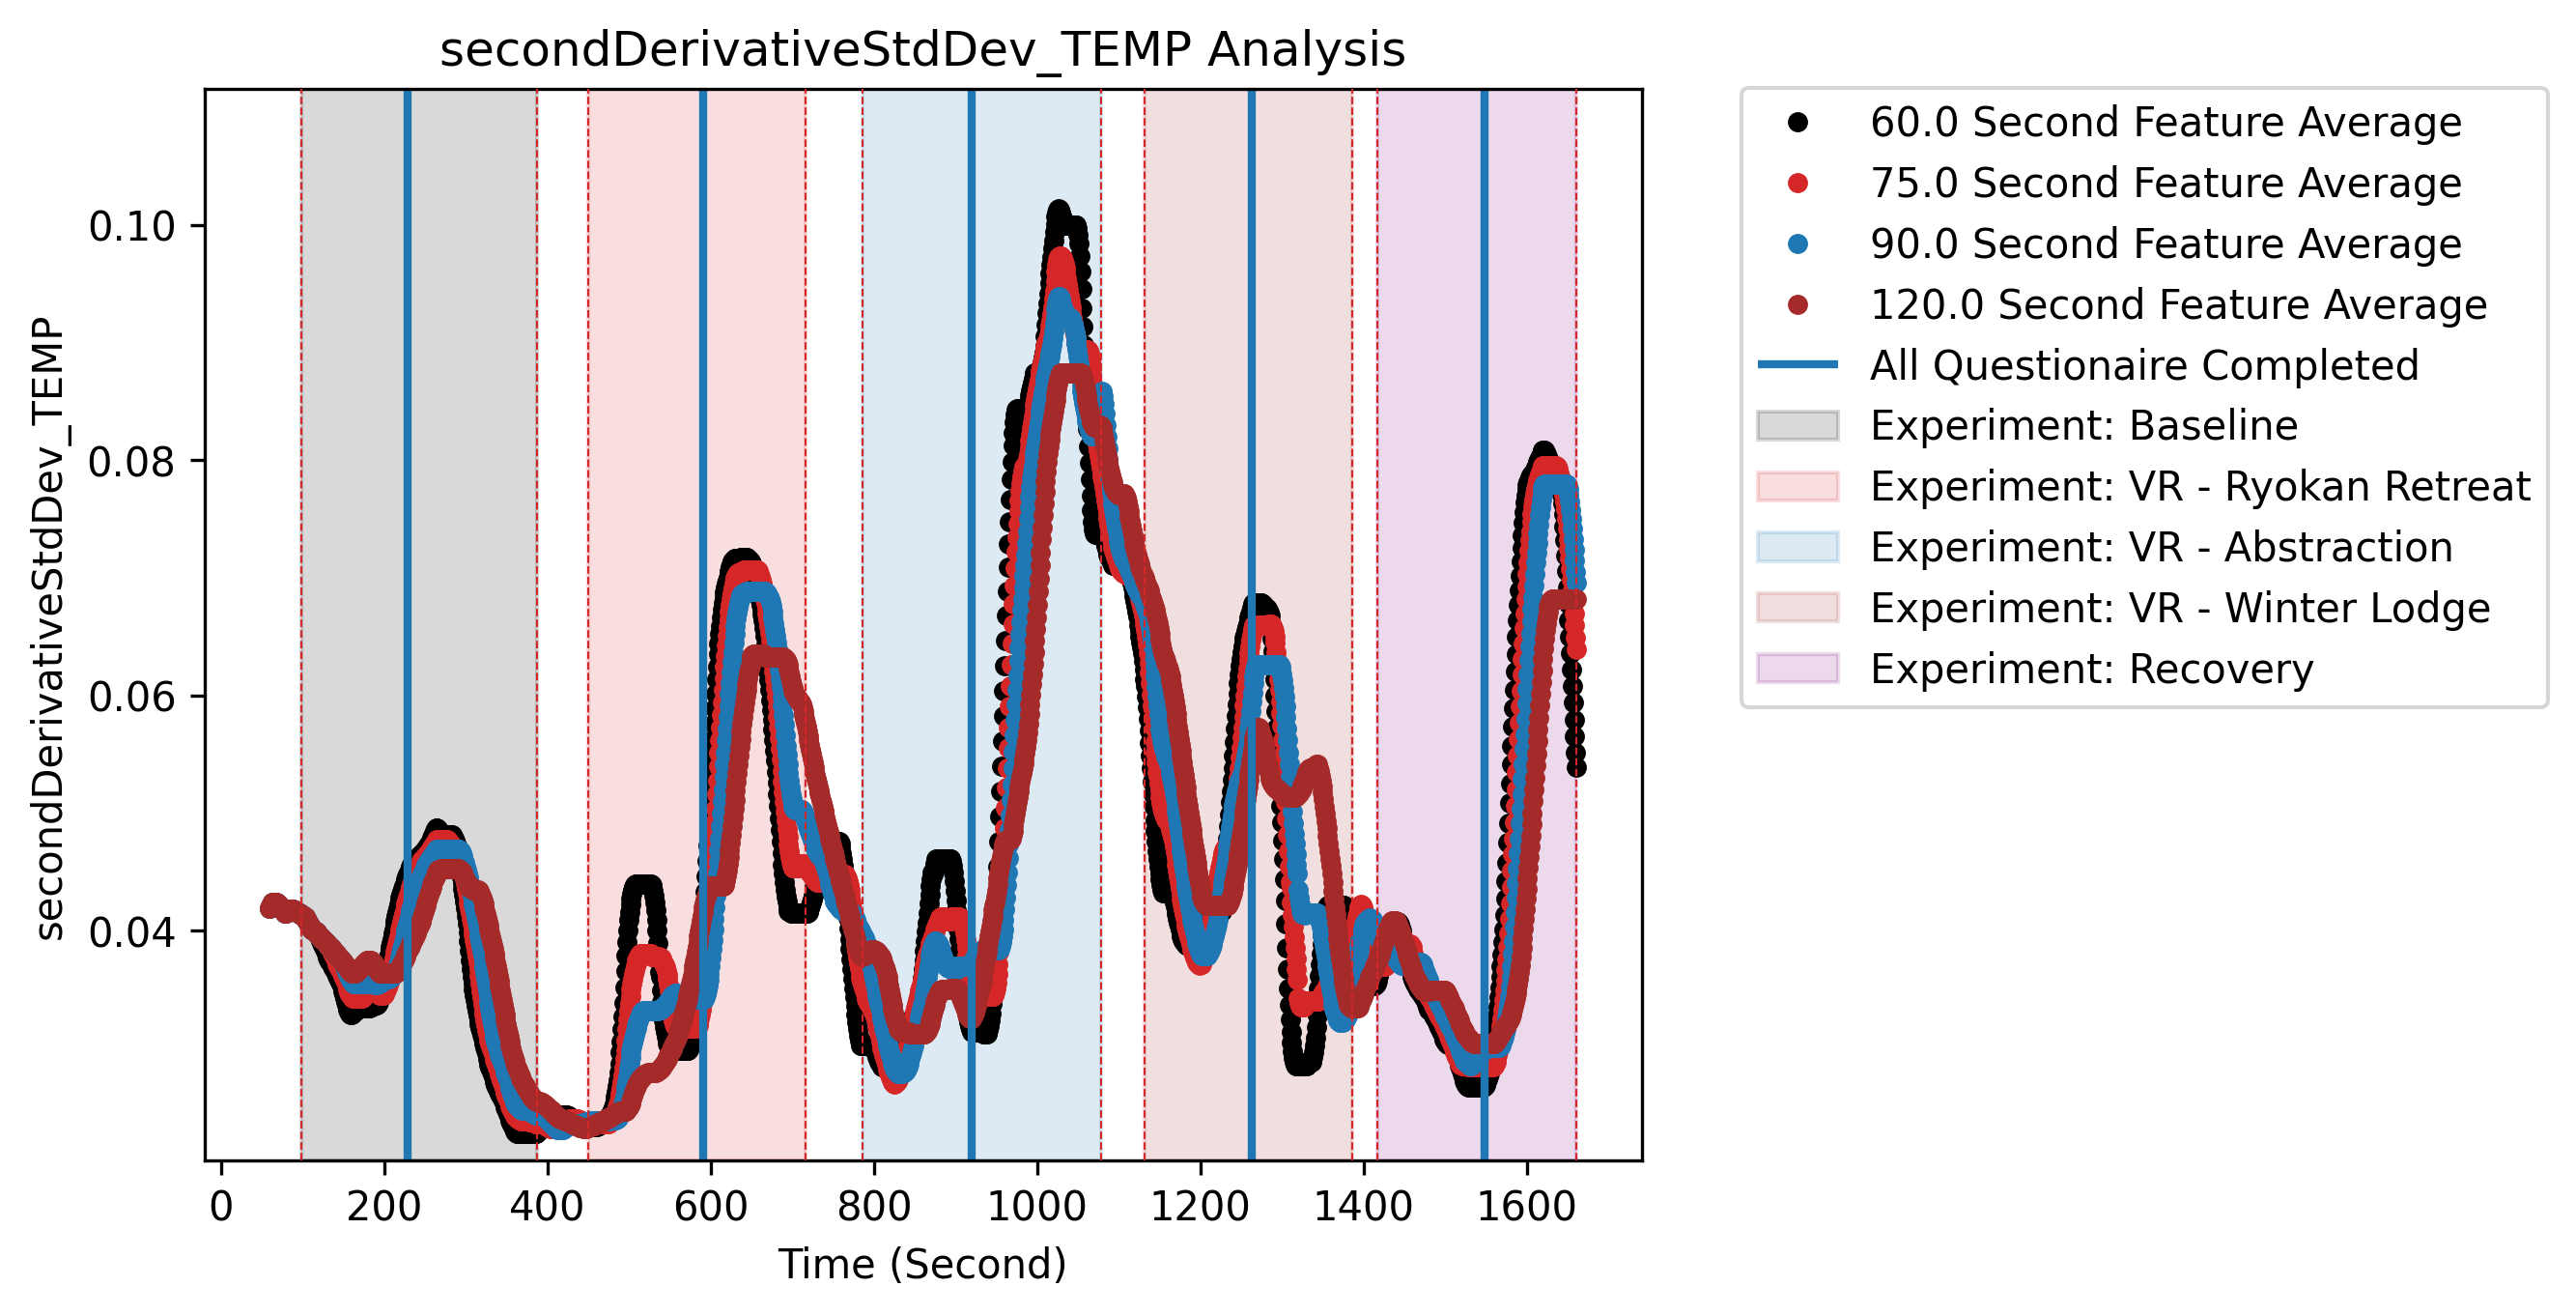 secondDerivativeStdDev_TEMP Analysis
secondDerivativeStdDev_TEMP
0.10
0.08
0.06
0.04
0 200 400 600 800 1000 1200 1400 1600
Time (Second)
60.0 Second Feature Average
75.0 Second Feature Average
90.0 Second Feature Average
120.0 Second Feature Average
All Questionaire Completed
Experiment: Baseline
Experiment: VR - Ryokan Retreat
Experiment: VR - Abstraction
Experiment: VR - Winter Lodge
Experiment: Recovery